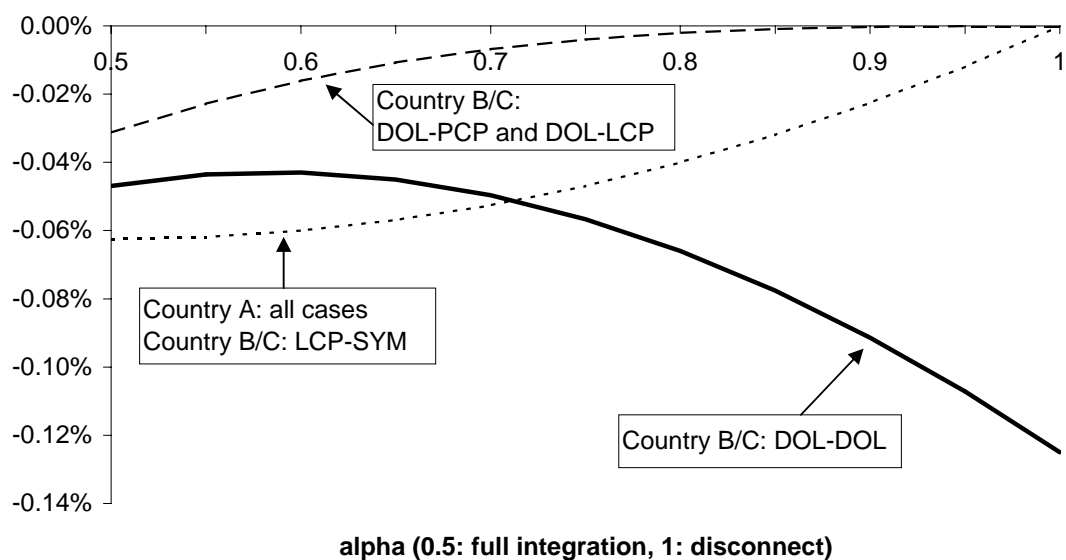 0.00%
0.5 0.6 0.7 0.8 0.9 1
-0.02%
Country B/C:
DOL-PCP and DOL-LCP
-0.04%
-0.06%
-0.08%
Country A: all cases
Country B/C: LCP-SYM
-0.10%
-0.12%
Country B/C: DOL-DOL
-0.14%
alpha (0.5: full integration, 1: disconnect)